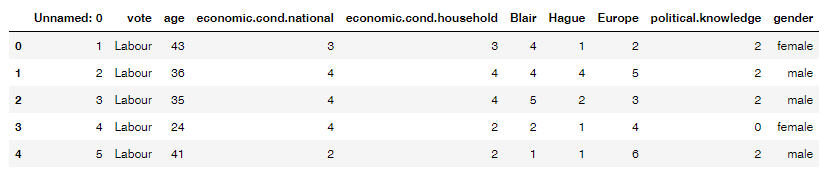 Unnamed: 0 vote age economic.cond.national economic.cond.household Blair Hague Europe political.knowledge gender
0 1 Labour 43 3 3 4 1 2 2 female
1 2 Labour 36 4 4 4 4 5 2 male
2 3 Labour 35 4 4 5 2 3 2 male
3 4 Labour 24 4 2 2 1 4 0 female
4 5 Labour 41 2 2 1 1 6 2 male